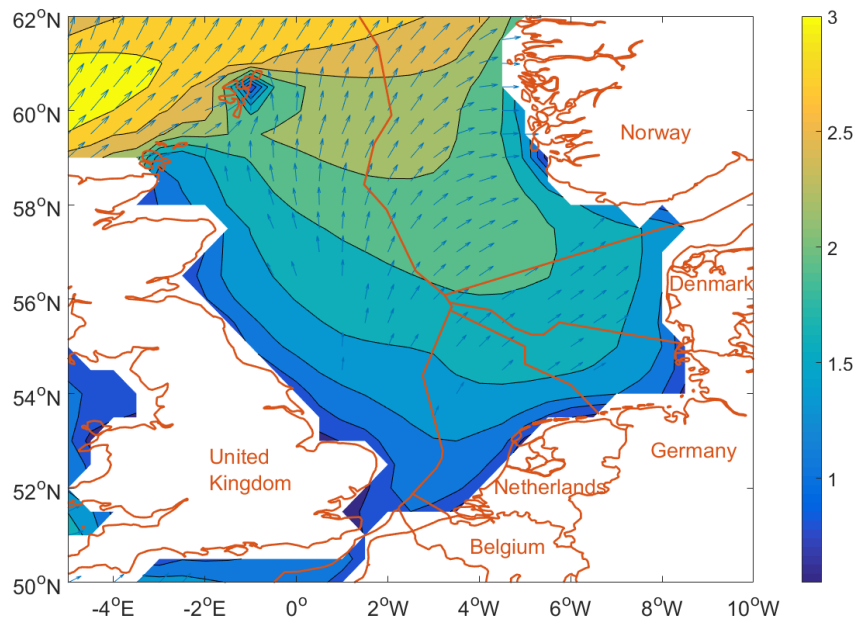 62°N
60°N
58°N
56°N
54°N
52°N
50°N
-4°E
-2°E
0°
2°W
4°W
6°W
8°W
10°W
Norway
Denmark
Germany
United
Kingdom
Netherlands
Belgium
3
2.5
2
1.5
1